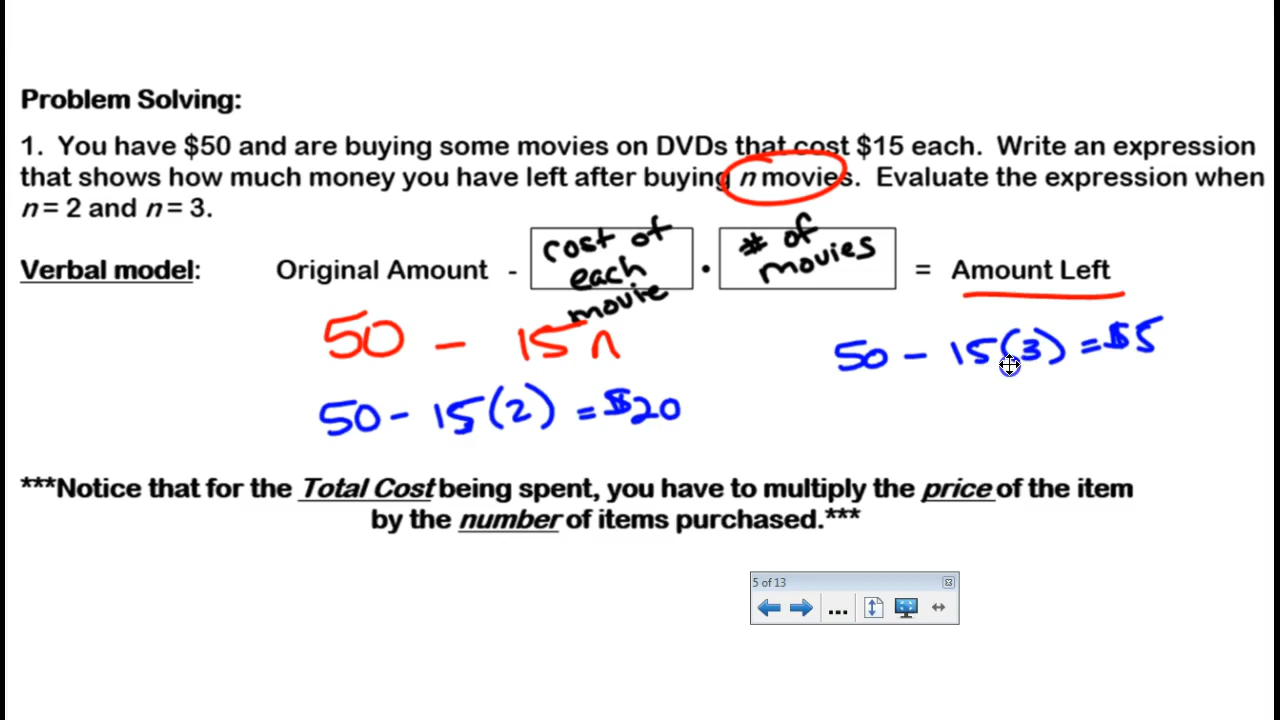 Problem Solving:
1. You have $50 and are buying some movies on DVDs that cost $15 each. Write an expression
that shows how much money you have left after buying n movies. Evaluate the expression when
n = 2 and n = 3.
Verbal model: Original Amount - cost of each movie • # of movies = Amount Left
50 - 15n
50 - 15(2) = $20
50 - 15(3) = $5
***Notice that for the Total Cost being spent, you have to multiply the price of the item
by the number of items purchased.***
5 of 13
...